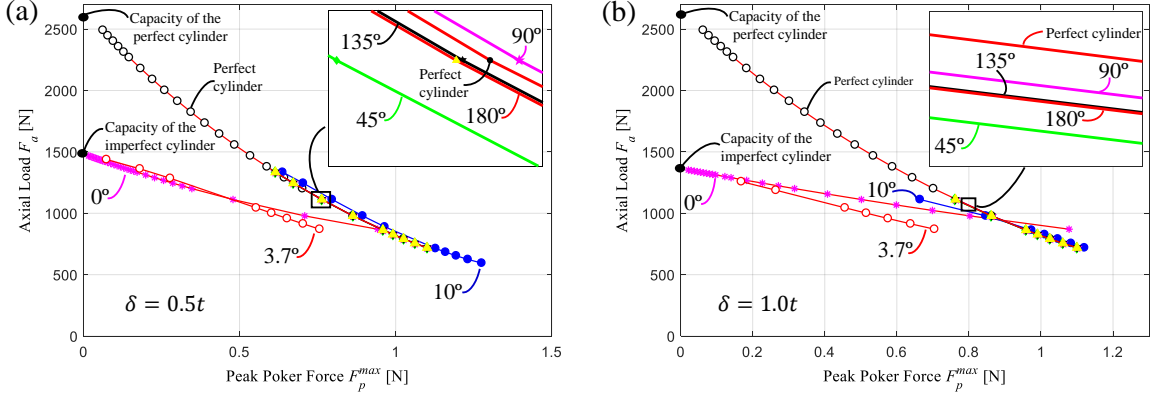 (a)
Capacity of the
perfect cylinder
2500
2000
1500
1000
500
0
Axial Load F_a [N]
Perfect
cylinder
Capacity of the
imperfect cylinder
0º
3.7º
10º
δ = 0.5t
135º
90º
Perfect
cylinder
45º
180º
0
0.5
1
1.5
Peak Poker Force F_p^max [N]
(b)
Capacity of the
perfect cylinder
2500
2000
1500
1000
500
0
Axial Load F_a [N]
Perfect cylinder
Capacity of the
imperfect cylinder
0º
10º
3.7º
δ = 1.0t
Perfect cylinder
135º
90º
180º
45º
0
0.2
0.4
0.6
0.8
1
1.2
Peak Poker Force F_p^max [N]